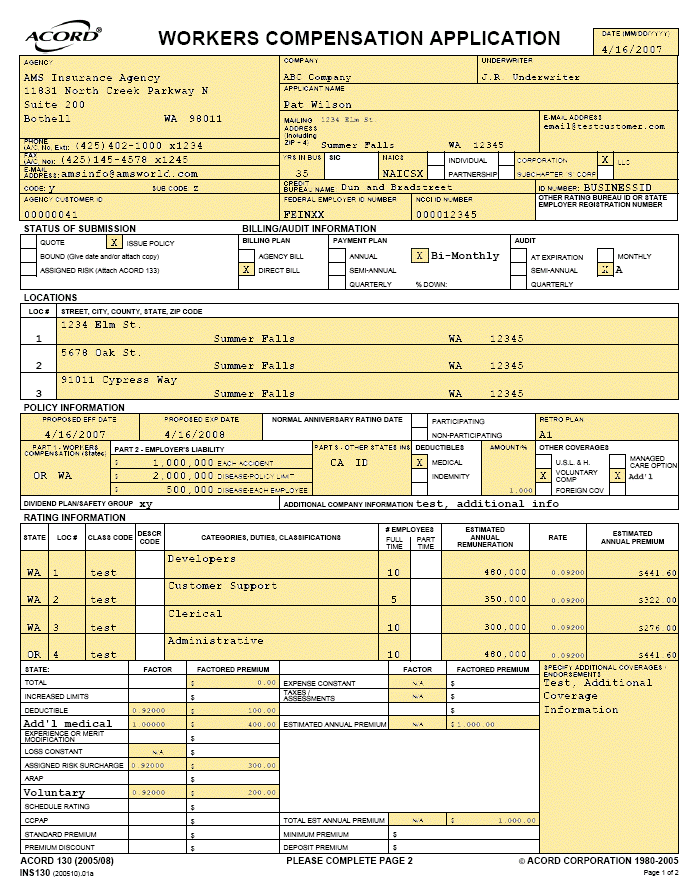 ACORD®
WORKERS COMPENSATION APPLICATION
DATE (MM/DD/YYYY)
4/16/2007
AGENCY
AMS Insurance Agency
11831 North Creek Parkway N
Suite 200
Bothell WA 98011
PHONE (A/C, No, Ext): (425)402-1000 x1234
FAX (A/C, No): (425)145-4578 x1245
E-MAIL ADDRESS: amsinfo@amsworld.com
CODE: y SUB CODE: z
AGENCY CUSTOMER ID
00000041
COMPANY
ABC Company
UNDERWRITER
J.R. Underwriter
APPLICANT NAME
Pat Wilson
MAILING ADDRESS (including ZIP + 4)
1234 Elm St.
Summer Falls WA 12345
E-MAIL ADDRESS
email@testcustomer.com
YRS IN BUS SIC NAICS INDIVIDUAL CORPORATION X LLC
35 NAICSX PARTNERSHIP SUBCHAPTER "S" CORP
CREDIT BUREAU NAME: Dun and Bradstreet ID NUMBER: BUSINESSID
FEDERAL EMPLOYER ID NUMBER
FEINXX
NCCI ID NUMBER
000012345
OTHER RATING BUREAU ID OR STATE EMPLOYER REGISTRATION NUMBER
STATUS OF SUBMISSION
QUOTE X ISSUE POLICY
BOUND (Give date and/or attach copy)
ASSIGNED RISK (Attach ACORD 133)
BILLING/AUDIT INFORMATION
BILLING PLAN PAYMENT PLAN AUDIT
AGENCY BILL ANNUAL X Bi-Monthly AT EXPIRATION MONTHLY
X DIRECT BILL SEMI-ANNUAL SEMI-ANNUAL X A
QUARTERLY % DOWN: QUARTERLY
LOCATIONS
LOC # STREET, CITY, COUNTY, STATE, ZIP CODE
1 1234 Elm St.
Summer Falls WA 12345
2 5678 Oak St.
Summer Falls WA 12345
3 91011 Cypress Way
Summer Falls WA 12345
POLICY INFORMATION
PROPOSED EFF DATE PROPOSED EXP DATE NORMAL ANNIVERSARY RATING DATE PARTICIPATING RETRO PLAN
4/16/2007 4/16/2008 NON-PARTICIPATING A1
PART 1 - WORKERS COMPENSATION (States)
OR WA
PART 2 - EMPLOYER'S LIABILITY
$ 1,000,000 EACH ACCIDENT
$ 2,000,000 DISEASE-POLICY LIMIT
$ 500,000 DISEASE-EACH EMPLOYEE
PART 3 - OTHER STATES INS
CA ID
DEDUCTIBLES
X MEDICAL
INDEMNITY
AMOUNT/%
1,000
OTHER COVERAGES
U.S.L. & H. MANAGED CARE OPTION
X VOLUNTARY COMP X Add'l
FOREIGN COV
DIVIDEND PLAN/SAFETY GROUP xy ADDITIONAL COMPANY INFORMATION test, additional info
RATING INFORMATION
STATE LOC # CLASS CODE DESCR CODE CATEGORIES, DUTIES, CLASSIFICATIONS # EMPLOYEES FULL TIME PART TIME ESTIMATED ANNUAL REMUNERATION RATE ESTIMATED ANNUAL PREMIUM
Developers
WA 1 test 10 480,000 0.09200 $441.60
Customer Support
WA 2 test 5 350,000 0.09200 $322.00
Clerical
WA 3 test 10 300,000 0.09200 $276.00
Administrative
OR 4 test 10 480,000 0.09200 $441.60
STATE: FACTOR FACTORED PREMIUM FACTOR FACTORED PREMIUM
TOTAL $ 0.00 EXPENSE CONSTANT NA $
INCREASED LIMITS $ TAXES / ASSESSMENTS NA $
DEDUCTIBLE 0.92000 $ 100.00
Add'l medical 1.00000 $ 400.00 ESTIMATED ANNUAL PREMIUM NA $1,000.00
EXPERIENCE OR MERIT MODIFICATION $
LOSS CONSTANT NA $
ASSIGNED RISK SURCHARGE 0.92000 $ 300.00
ARAP $
Voluntary 0.92000 $ 200.00
SCHEDULE RATING $
CCPAP $ TOTAL EST ANNUAL PREMIUM NA $ 1,000.00
STANDARD PREMIUM $ MINIMUM PREMIUM $
PREMIUM DISCOUNT $ DEPOSIT PREMIUM $
SPECIFY ADDITIONAL COVERAGES / ENDORSEMENTS
Test, Additional
Coverage
Information
ACORD 130 (2005/08) PLEASE COMPLETE PAGE 2 © ACORD CORPORATION 1980-2005
INS130 (200510).01a Page 1 of 2